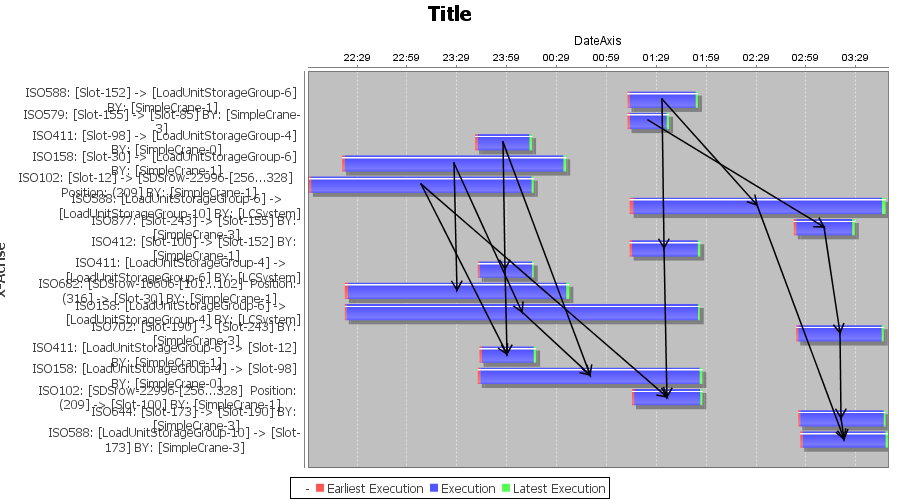 Title
DateAxis
22:29 22:59 23:29 23:59 00:29 00:59 01:29 01:59 02:29 02:59 03:29
ISO588: [Slot-152] -> [LoadUnitStorageGroup-6]
BY: [SimpleCrane-1]
ISO579: [Slot-155] -> [Slot-85] BY: [SimpleCrane-
3]
ISO411: [Slot-98] -> [LoadUnitStorageGroup-4]
BY: [SimpleCrane-0]
ISO158: [Slot-30] -> [LoadUnitStorageGroup-6]
BY: [SimpleCrane-1]
ISO102: [Slot-12] -> [SDSrow-22996-[256...328]
Position: (209] BY: [SimpleCrane-1]
ISO588: [LoadUnitStorageGroup-6] ->
[LoadUnitStorageGroup-10] BY: [LCSystem]
ISO877: [Slot-243] -> [Slot-155] BY:
[SimpleCrane-3]
ISO412: [Slot-100] -> [Slot-152] BY:
[SimpleCrane-1]
ISO411: [LoadUnitStorageGroup-4] ->
[LoadUnitStorageGroup-6] BY: [LCSystem]
ISO682: [SDSrow-16606-[101...102] Position:
(316] -> [Slot-30] BY: [SimpleCrane-1]
ISO158: [LoadUnitStorageGroup-6] ->
[LoadUnitStorageGroup-4] BY: [LCSystem]
ISO702: [Slot-190] -> [Slot-243] BY:
[SimpleCrane-3]
ISO411: [LoadUnitStorageGroup-6] -> [Slot-12]
BY: [SimpleCrane-1]
ISO158: [LoadUnitStorageGroup-4] -> [Slot-98]
BY: [SimpleCrane-0]
ISO102: [SDSrow-22996-[256...328] Position:
(209] -> [Slot-100] BY: [SimpleCrane-1]
ISO644: [Slot-173] -> [Slot-190] BY:
[SimpleCrane-3]
ISO588: [LoadUnitStorageGroup-10] -> [Slot-
173] BY: [SimpleCrane-3]
- Earliest Execution Execution Latest Execution